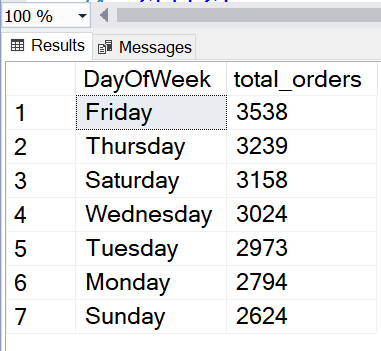 100 %
Results Messages
DayOfWeek total_orders
1 Friday 3538
2 Thursday 3239
3 Saturday 3158
4 Wednesday 3024
5 Tuesday 2973
6 Monday 2794
7 Sunday 2624